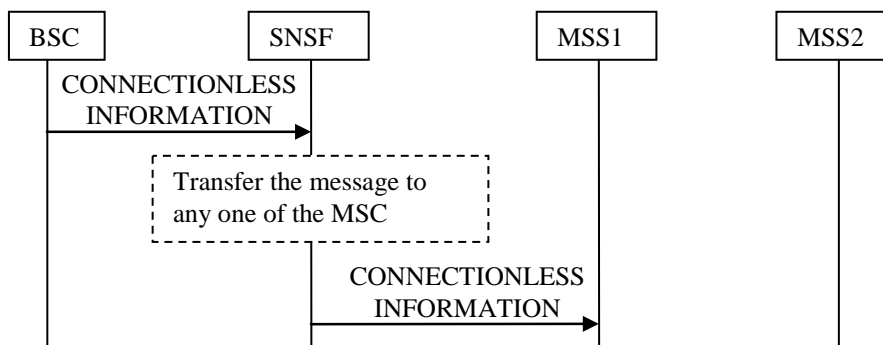 BSC
SNSF
MSS1
MSS2
CONNECTIONLESS
INFORMATION
Transfer the message to
any one of the MSC
CONNECTIONLESS
INFORMATION